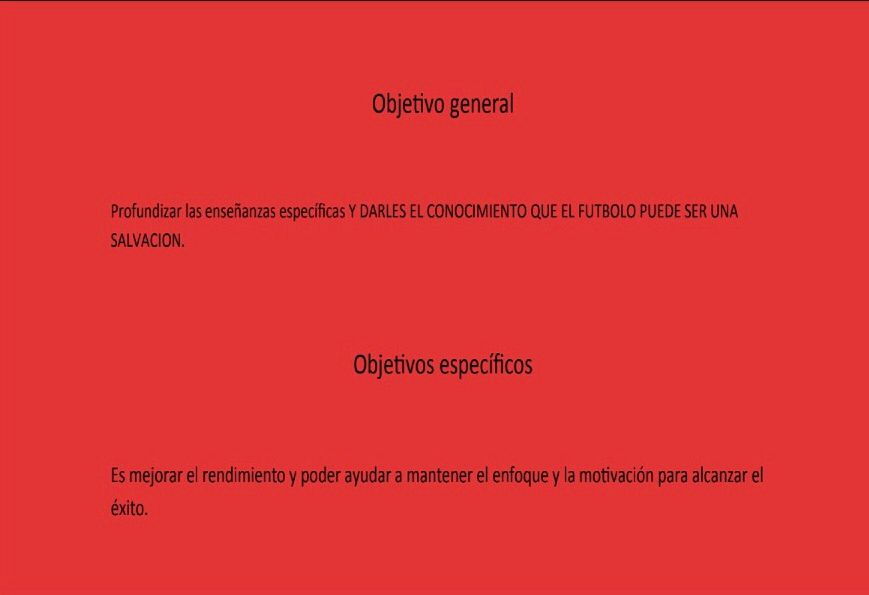 Objetivo general
Profundizar las enseñanzas específicas Y DARLES EL CONOCIMIENTO QUE EL FUTBOLO PUEDE SER UNA
SALVACION.
Objetivos específicos
Es mejorar el rendimiento y poder ayudar a mantener el enfoque y la motivación para alcanzar el
éxito.